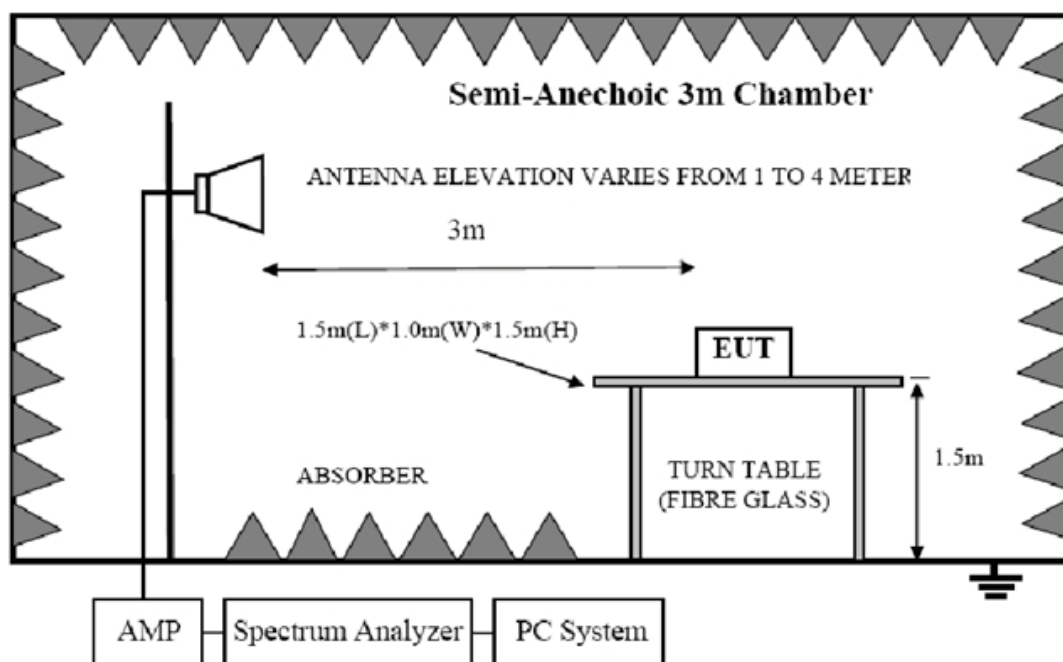 Semi-Anechoic 3m Chamber
ANTENNA ELEVATION VARIES FROM 1 TO 4 METER
3m
1.5m(L)*1.0m(W)*1.5m(H)
EUT
1.5m
TURN TABLE
(FIBRE GLASS)
ABSORBER
AMP
Spectrum Analyzer
PC System